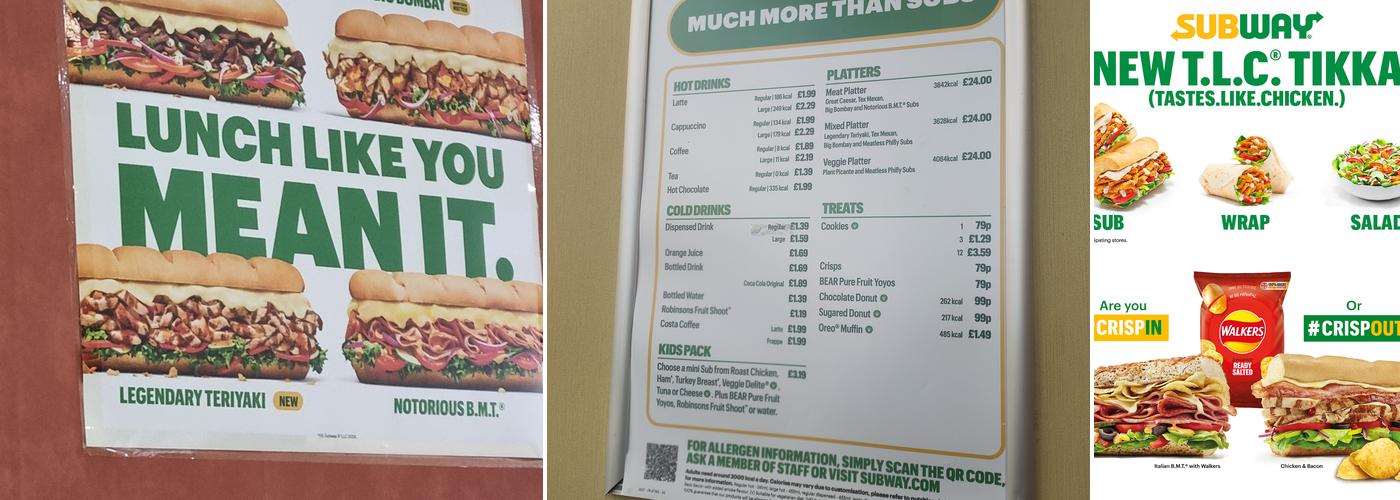 BOMBAY
LUNCH LIKE YOU
MEAN IT.
LEGENDARY TERIYAKI NEW
NOTORIOUS B.M.T.®
MUCH MORE THAN SUBS
HOT DRINKS
Latte Regular | 186 kcal £1.99
Large | 249 kcal £2.29
Cappuccino Regular | 134 kcal £1.99
Large | 179 kcal £2.29
Coffee Regular | 8 kcal £1.89
Large | 11 kcal £2.19
Tea Regular | 0 kcal £1.39
Hot Chocolate Regular | 335 kcal £1.99
COLD DRINKS
Dispensed Drink Regular £1.39
Large £1.59
Orange Juice £1.69
Bottled Drink £1.69
Coca Cola Original £1.89
Bottled Water £1.39
Robinsons Fruit Shoot £1.19
Costa Coffee Latte £1.99
Frappe £1.99
KIDS PACK
Choose a mini Sub from Roast Chicken, £3.19
Ham, Turkey Breast, Veggie Delite®,
Tuna or Cheese. Plus BEAR Pure Fruit
Yoyos, Robinsons Fruit Shoot or water.
PLATTERS
Meat Platter 3842kcal £24.00
Great Caesar, Tex Mexan,
Big Bombay and Notorious B.M.T.® Subs
Mixed Platter 3628kcal £24.00
Legendary Teriyaki, Tex Mexan,
Big Bombay and Meatless Philly Subs
Veggie Platter 4084kcal £24.00
Plant Picante and Meatless Philly Subs
TREATS
Cookies 1 79p
3 £1.29
12 £3.59
Crisps 79p
BEAR Pure Fruit Yoyos 79p
Chocolate Donut 262 kcal 99p
Sugared Donut 217 kcal 99p
Oreo® Muffin 485 kcal £1.49
FOR ALLERGEN INFORMATION, SIMPLY SCAN THE QR CODE,
ASK A MEMBER OF STAFF OR VISIT SUBWAY.COM
Adults need around 2000 kcal a day.
SUBWAY®
NEW T.L.C.® TIKKA
(TASTES.LIKE.CHICKEN.)
SUB
WRAP
SALAD
ipating stores.
Are you
CRISPIN
Or
#CRISPOUT
WALKERS
READY
SALTED
Italian B.M.T.® with Walkers
Chicken & Bacon